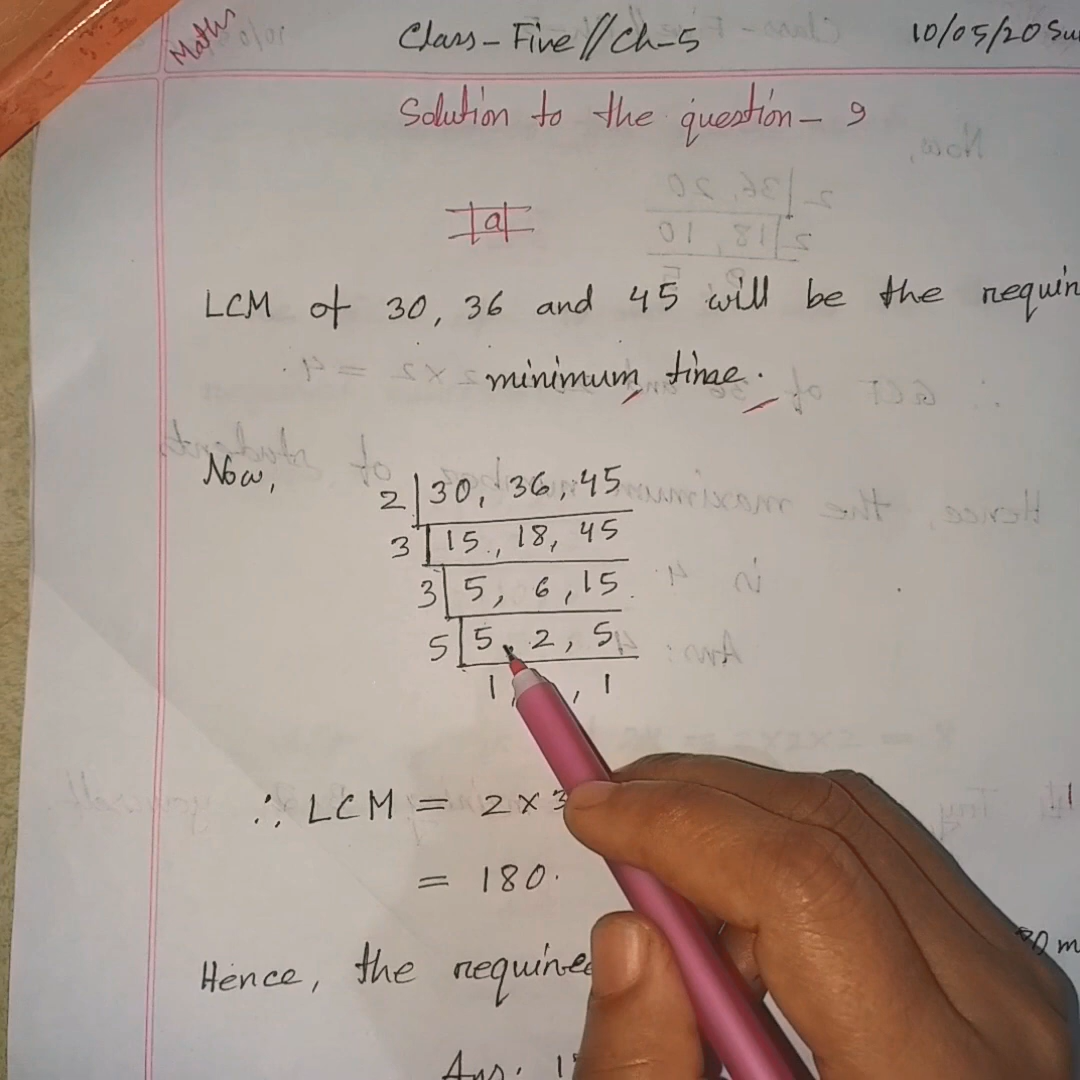 Maths
Class-Five//Ch-5
10/05/20
Solution to the question- 9
a
LCM of 30, 36 and 45 will be the requir
minimum time.
Now,
2 30, 36, 45
3 15, 18, 45
3 5, 6, 15
5 5, 2, 5
1, , 1
∴ LCM = 2×3
= 180.
Hence, the require
Ans.